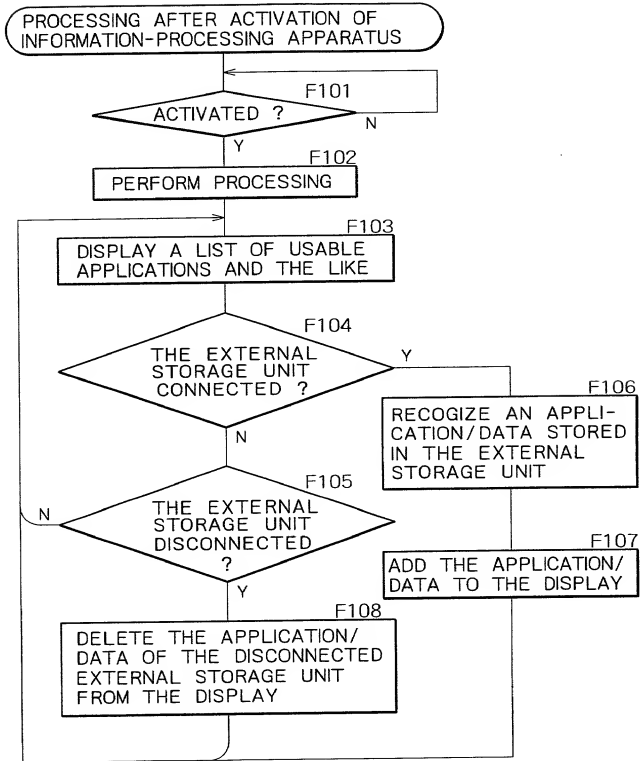 PROCESSING AFTER ACTIVATION OF
INFORMATION-PROCESSING APPARATUS
F101
ACTIVATED ?
N
Y
F102
PERFORM PROCESSING
F103
DISPLAY A LIST OF USABLE
APPLICATIONS AND THE LIKE
F104
THE EXTERNAL
STORAGE UNIT
CONNECTED ?
Y
N
F106
RECOGIZE AN APPLI-
CATION/DATA STORED
IN THE EXTERNAL
STORAGE UNIT
F105
THE EXTERNAL
STORAGE UNIT
DISCONNECTED
?
N
Y
F107
ADD THE APPLICATION/
DATA TO THE DISPLAY
F108
DELETE THE APPLICATION/
DATA OF THE DISCONNECTED
EXTERNAL STORAGE UNIT
FROM THE DISPLAY